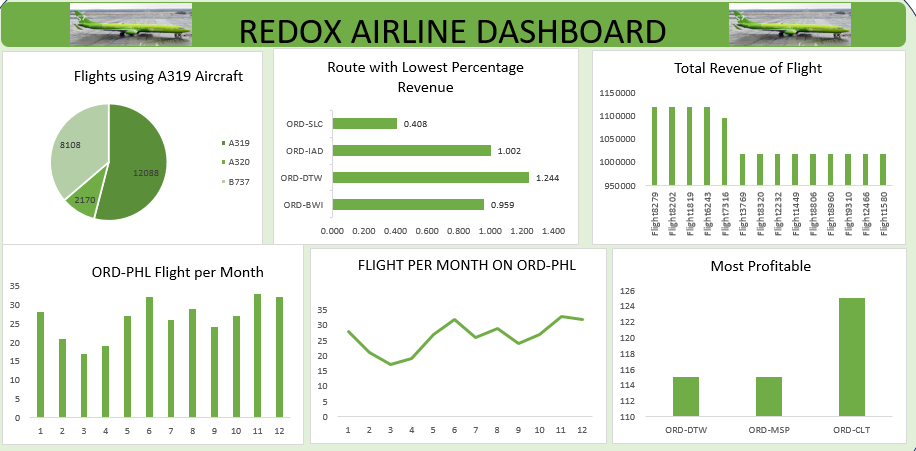 REDOX AIRLINE DASHBOARD
Flights using A319 Aircraft
8108
2170
12088
A319
A320
B737
Route with Lowest Percentage
Revenue
ORD-SLC
0.408
ORD-IAD
1.002
ORD-DTW
1.244
ORD-BWI
0.959
0.000 0.200 0.400 0.600 0.800 1.000 1.200 1.400
Total Revenue of Flight
1150000
1100000
1050000
1000000
950000
Flight8279
Flight8202
Flight1819
Flight6243
Flight7316
Flight3769
Flight8320
Flight2232
Flight1449
Flight8806
Flight8960
Flight9310
Flight2466
Flight1580
ORD-PHL Flight per Month
35
30
25
20
15
10
5
0
1 2 3 4 5 6 7 8 9 10 11 12
FLIGHT PER MONTH ON ORD-PHL
35
30
25
20
15
10
5
0
1 2 3 4 5 6 7 8 9 10 11 12
Most Profitable
126
124
122
120
118
116
114
112
110
ORD-DTW ORD-MSP ORD-CLT